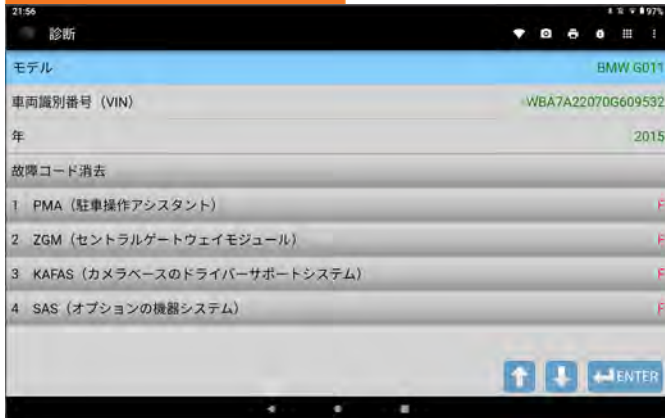 21:56
97%
診断
モデル
BMW G011
車両識別番号（VIN）
WBA7A22070G609532
年
2015
故障コード消去
1 PMA（駐車操作アシスタント）
F
2 ZGM（セントラルゲートウェイモジュール）
F
3 KAFAS（カメラベースのドライバーサポートシステム）
F
4 SAS（オプションの機器システム）
F
ENTER